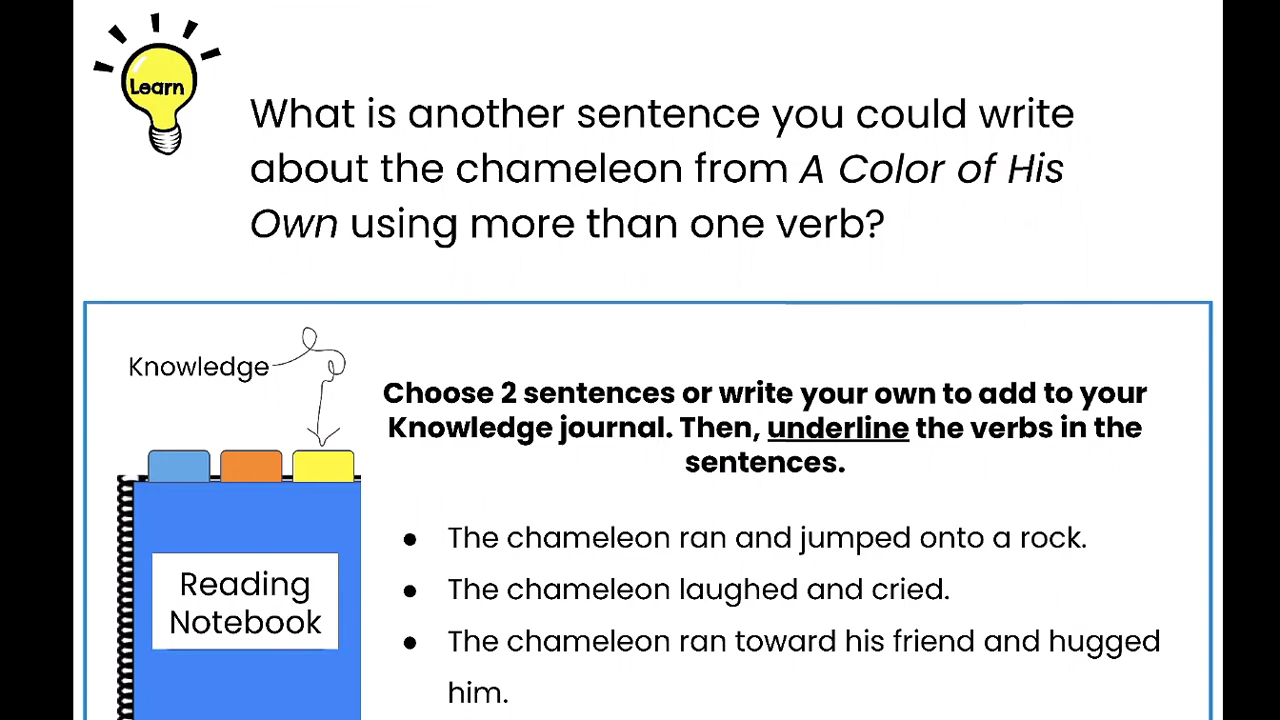 Learn
What is another sentence you could write
about the chameleon from A Color of His
Own using more than one verb?
Knowledge
Choose 2 sentences or write your own to add to your
Knowledge journal. Then, underline the verbs in the
sentences.
Reading
Notebook
● The chameleon ran and jumped onto a rock.
● The chameleon laughed and cried.
● The chameleon ran toward his friend and hugged
him.